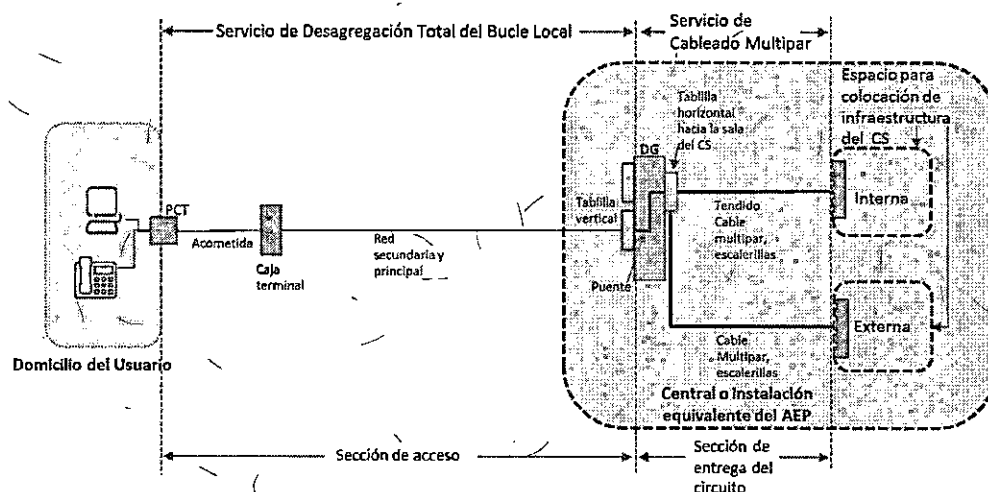 Servicio de Desagregación Total del Bucle Local
Servicio de
Cableado Multipar
Espacio para
colocación de
infraestructura
del CS
Tablilla
horizontal
hacia la sala
del CS
DG
PCT
Acometida
Caja
terminal
Red
secundaria y
principal
Tablilla
vertical
Puente
Tendido
Cable
multipar,
escalerillas
Interna
Externa
Cable
Multipar,
escalerillas
Domicilio del Usuario
Central o Instalación
equivalente del AEP
Sección de acceso
Sección de
entrega del
circuito